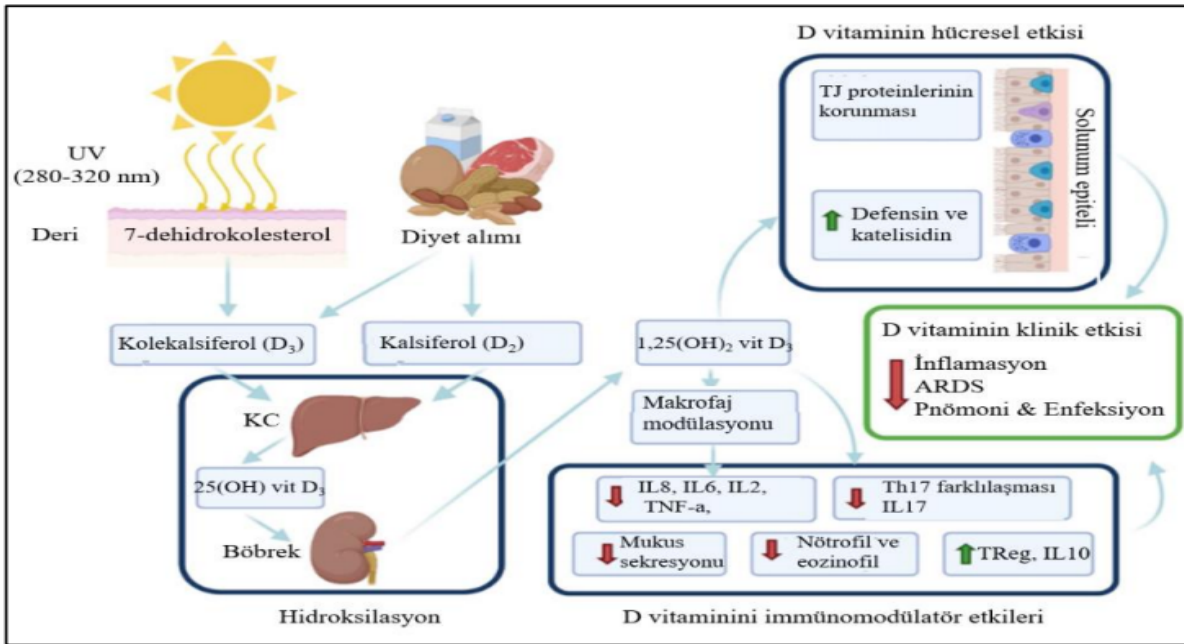 UV
(280-320 nm)
Deri
7-dehidrokolesterol
Diyet alımı
Kolekalsiferol (D₃)
Kalsiferol (D₂)
KC
25(OH) vit D₃
Böbrek
Hidroksilasyon
1,25(OH)₂ vit D₃
Makrofaj
modülasyonu
D vitaminin hücresel etkisi
TJ proteinlerinin
korunması
Defensin ve
katelisidin
Solunum epiteli
D vitaminin klinik etkisi
İnflamasyon
ARDS
Pnömoni & Enfeksiyon
IL8, IL6, IL2,
TNF-a,
Th17 farklılaşması
IL17
Mukus
sekresyonu
Nötrofil ve
eozinofil
TReg, IL10
D vitaminini immünomodülatör etkileri